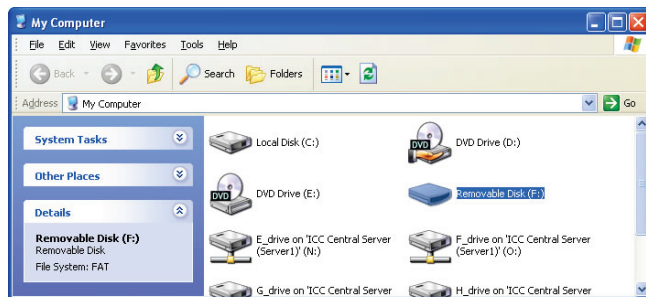 My Computer
File Edit View Favorites Tools Help
Back Search Folders
Address My Computer Go
System Tasks
Other Places
Details
Removable Disk (F:)
Removable Disk
File System: FAT
Local Disk (C:)
DVD Drive (D:)
DVD
DVD Drive (E:)
DVD
Removable Disk (F:)
E_drive on 'ICC Central Server
(Server1)' (N:)
F_drive on 'ICC Central Server
(Server1)' (O:)
G_drive on 'ICC Central Server
H_drive on 'ICC Central Server